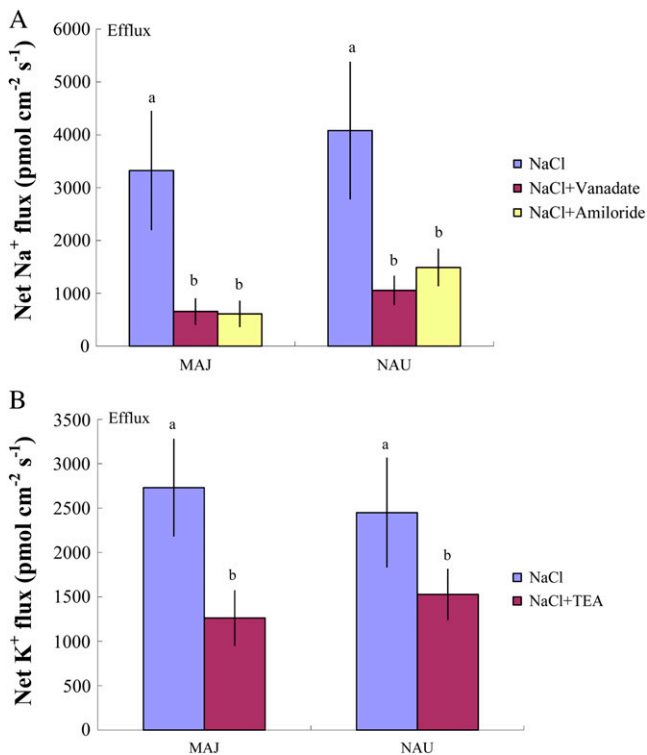 A
Efflux
Net Na⁺ flux (pmol cm⁻² s⁻¹)
6000
5000
4000
3000
2000
1000
0
a
b
b
a
b
b
MAJ
NAU
NaCl
NaCl+Vanadate
NaCl+Amiloride
B
Efflux
Net K⁺ flux (pmol cm⁻² s⁻¹)
3500
3000
2500
2000
1500
1000
500
0
a
b
a
b
MAJ
NAU
NaCl
NaCl+TEA